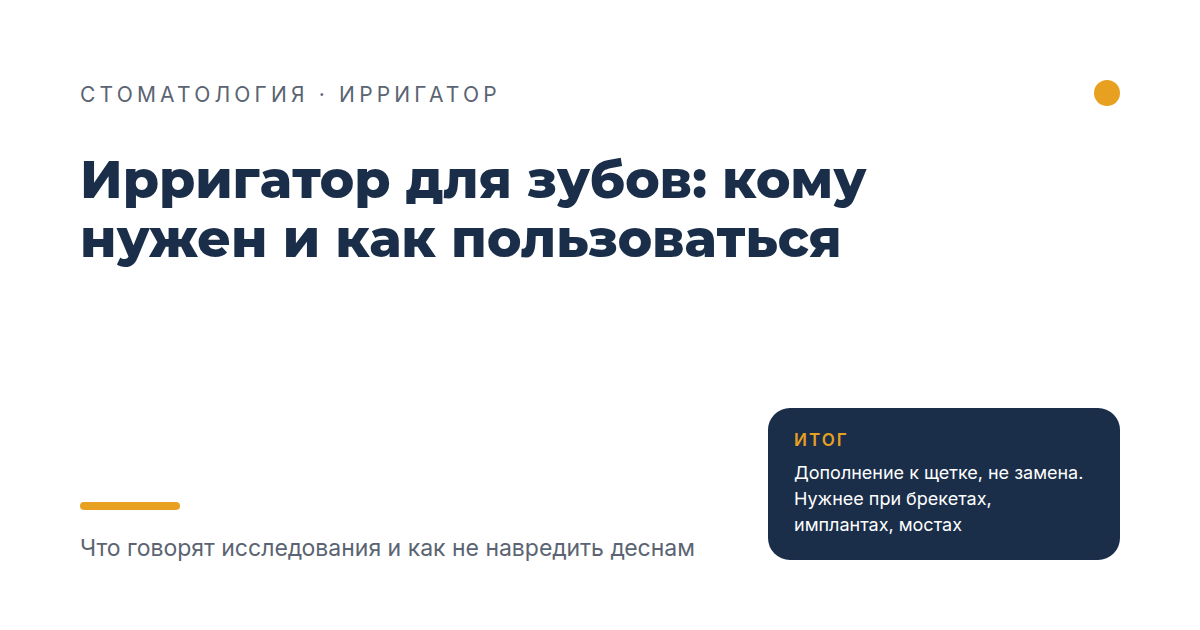 СТОМАТОЛОГИЯ · ИРРИГАТОР
Ирригатор для зубов: кому
нужен и как пользоваться
ИТОГ
Дополнение к щетке, не замена.
Нужнее при брекетах,
имплантах, мостах
Что говорят исследования и как не навредить деснам